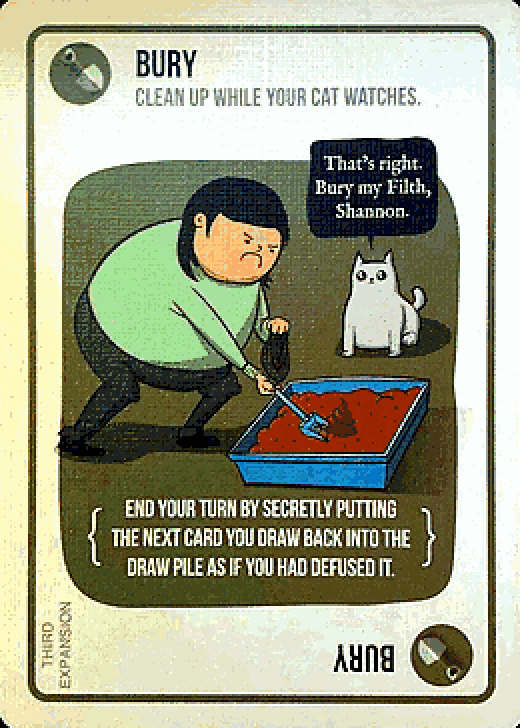 BURY
CLEAN UP WHILE YOUR CAT WATCHES.
That's right.
Bury my Filth,
Shannon.
END YOUR TURN BY SECRETLY PUTTING
THE NEXT CARD YOU DRAW BACK INTO THE
DRAW PILE AS IF YOU HAD DEFUSED IT.
THIRD
EXPANSION
BURY